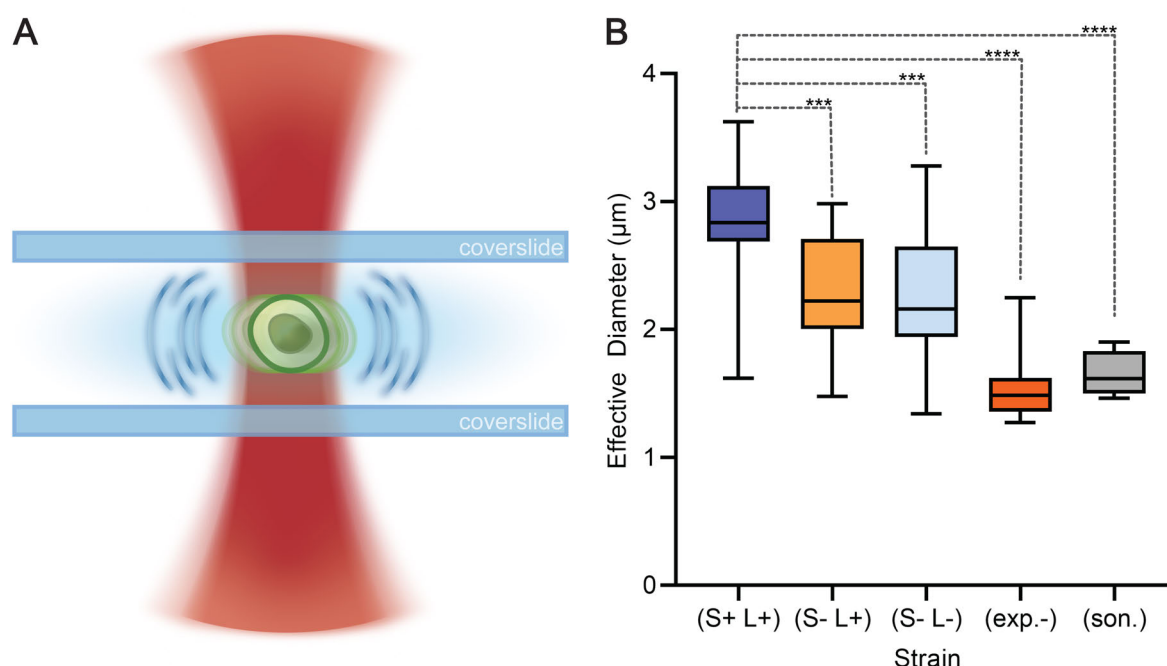 A
coverslide
coverslide
B
****
****
***
***
Effective Diameter (µm)
4
3
2
1
0
(S+ L+) (S- L+) (S- L-) (exp.-) (son.)
Strain